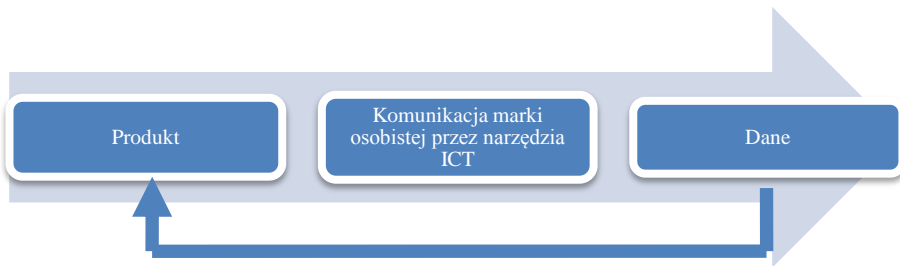 Produkt
Komunikacja marki
osobistej przez narzędzia
ICT
Dane